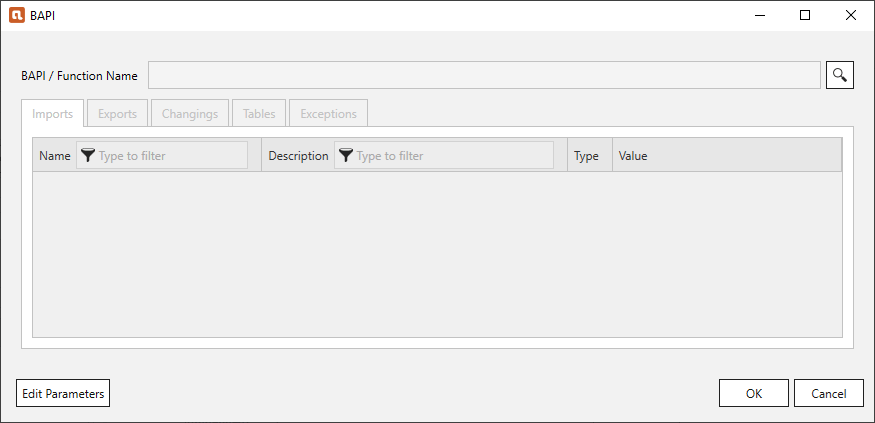 BAPI
BAPI / Function Name
Imports Exports Changings Tables Exceptions
Name Type to filter Description Type to filter Type Value
Edit Parameters OK Cancel